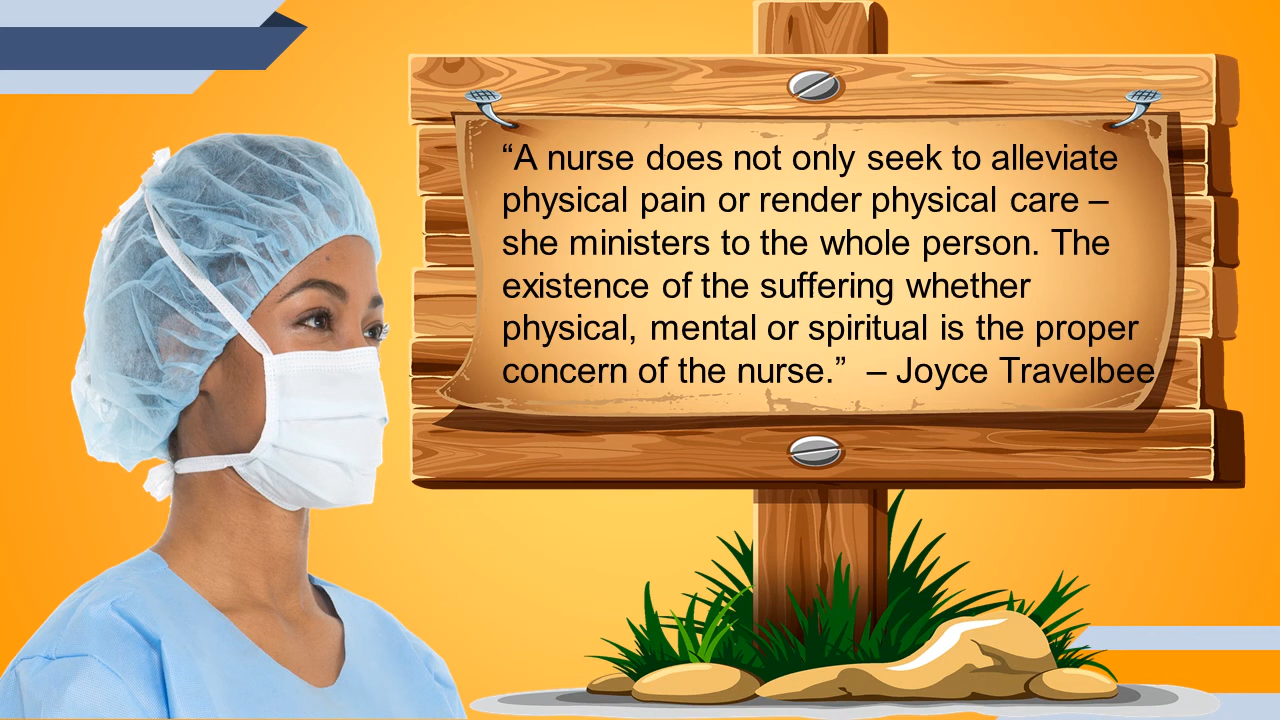 “A nurse does not only seek to alleviate
physical pain or render physical care –
she ministers to the whole person. The
existence of the suffering whether
physical, mental or spiritual is the proper
concern of the nurse.”  – Joyce Travelbee